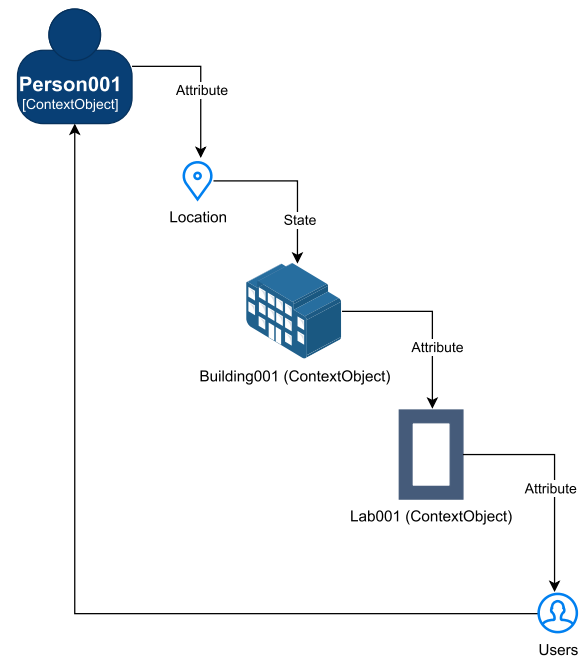 Person001
[ContextObject]
Attribute
Location
State
Building001 (ContextObject)
Attribute
Lab001 (ContextObject)
Attribute
Users